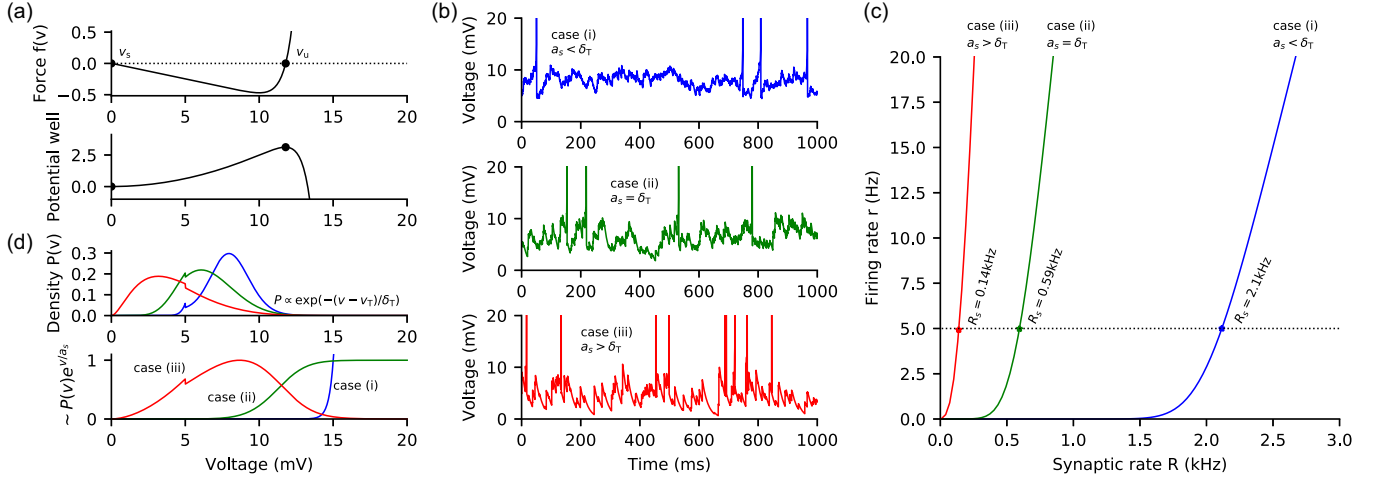 (a)
Force f(v)
0.5
0.0
−0.5
v_s
v_u
0 5 10 15 20
Potential well
2.5
0.0
0 5 10 15 20
(d)
Density P(v)
0.3
0.2
0.1
0.0
P ∝ exp(−(v − v_T)/δ_T)
0 5 10 15 20
~ P(v)e^{v/a_s}
1
0
case (iii)
case (ii)
case (i)
0 5 10 15 20
Voltage (mV)
(b)
Voltage (mV)
20
10
0
case (i)
a_s < δ_T
0 200 400 600 800 1000
Voltage (mV)
20
10
0
case (ii)
a_s = δ_T
0 200 400 600 800 1000
Voltage (mV)
20
10
0
case (iii)
a_s > δ_T
0 200 400 600 800 1000
Time (ms)
(c)
case (iii)
a_s > δ_T
case (ii)
a_s = δ_T
case (i)
a_s < δ_T
Firing rate r (Hz)
20.0
17.5
15.0
12.5
10.0
7.5
5.0
2.5
0.0
R_s = 0.14kHz
R_s = 0.59kHz
R_s = 2.1kHz
0.0 0.5 1.0 1.5 2.0 2.5 3.0
Synaptic rate R (kHz)